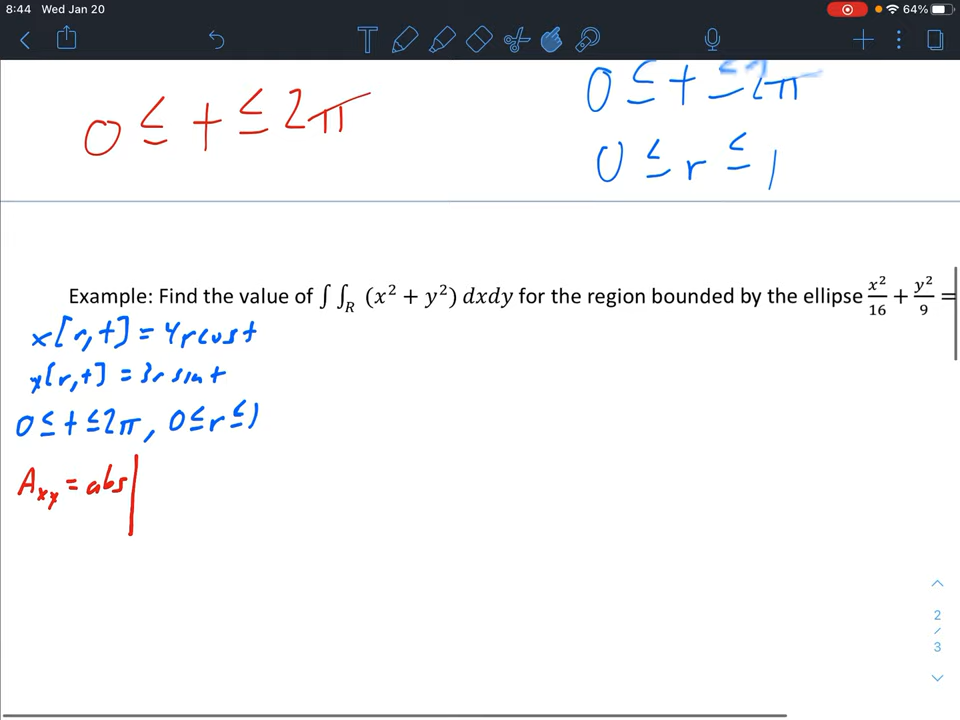 8:44 Wed Jan 20 64%
T
0 ≤ t ≤ 2π
0 ≤ t ≤ 2π
0 ≤ r ≤ 1
Example: Find the value of ∫ ∫_R (x² + y²) dxdy for the region bounded by the ellipse x²/16 + y²/9 =
x[r,t] = 4r cos t
y[r,t] = 3r sin t
0 ≤ t ≤ 2π, 0 ≤ r ≤ 1
A_xy = abs |
2
/
3